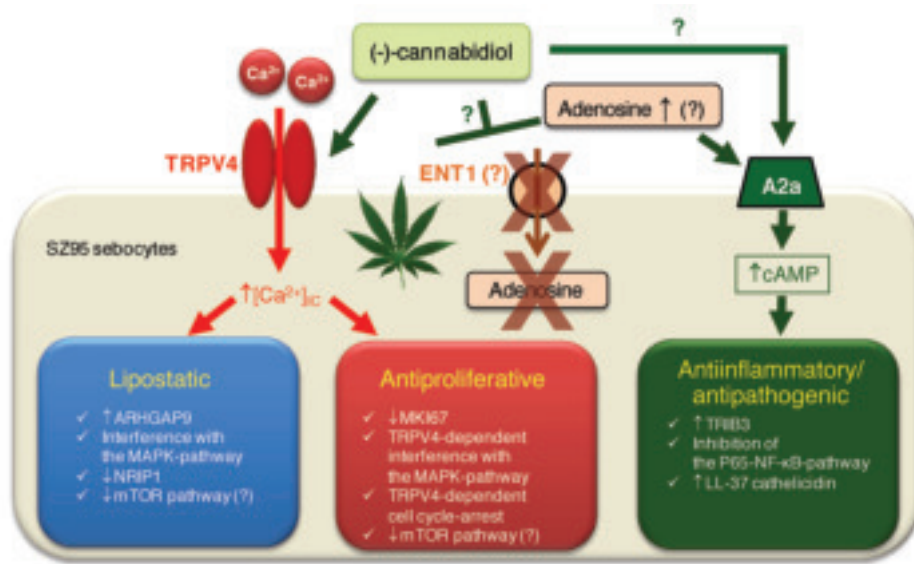 (-)-cannabidiol
?
Ca²⁺
Ca²⁺
?
Adenosine ↑ (?)
TRPV4
ENT1 (?)
A2a
SZ95 sebocytes
↑[Ca²⁺]IC
Adenosine
↑cAMP
Lipostatic
✓ ↑ARHGAP9
✓ Interference with
the MAPK-pathway
✓ ↓NRIP1
✓ ↓mTOR pathway (?)
Antiproliferative
✓ ↓MKI67
✓ TRPV4-dependent
interference with
the MAPK-pathway
✓ TRPV4-dependent
cell cycle-arrest
✓ ↓mTOR pathway (?)
Antiinflammatory/
antipathogenic
✓ ↑TRIB3
✓ Inhibition of
the P65-NF-κB-pathway
✓ ↑LL-37 cathelicidin